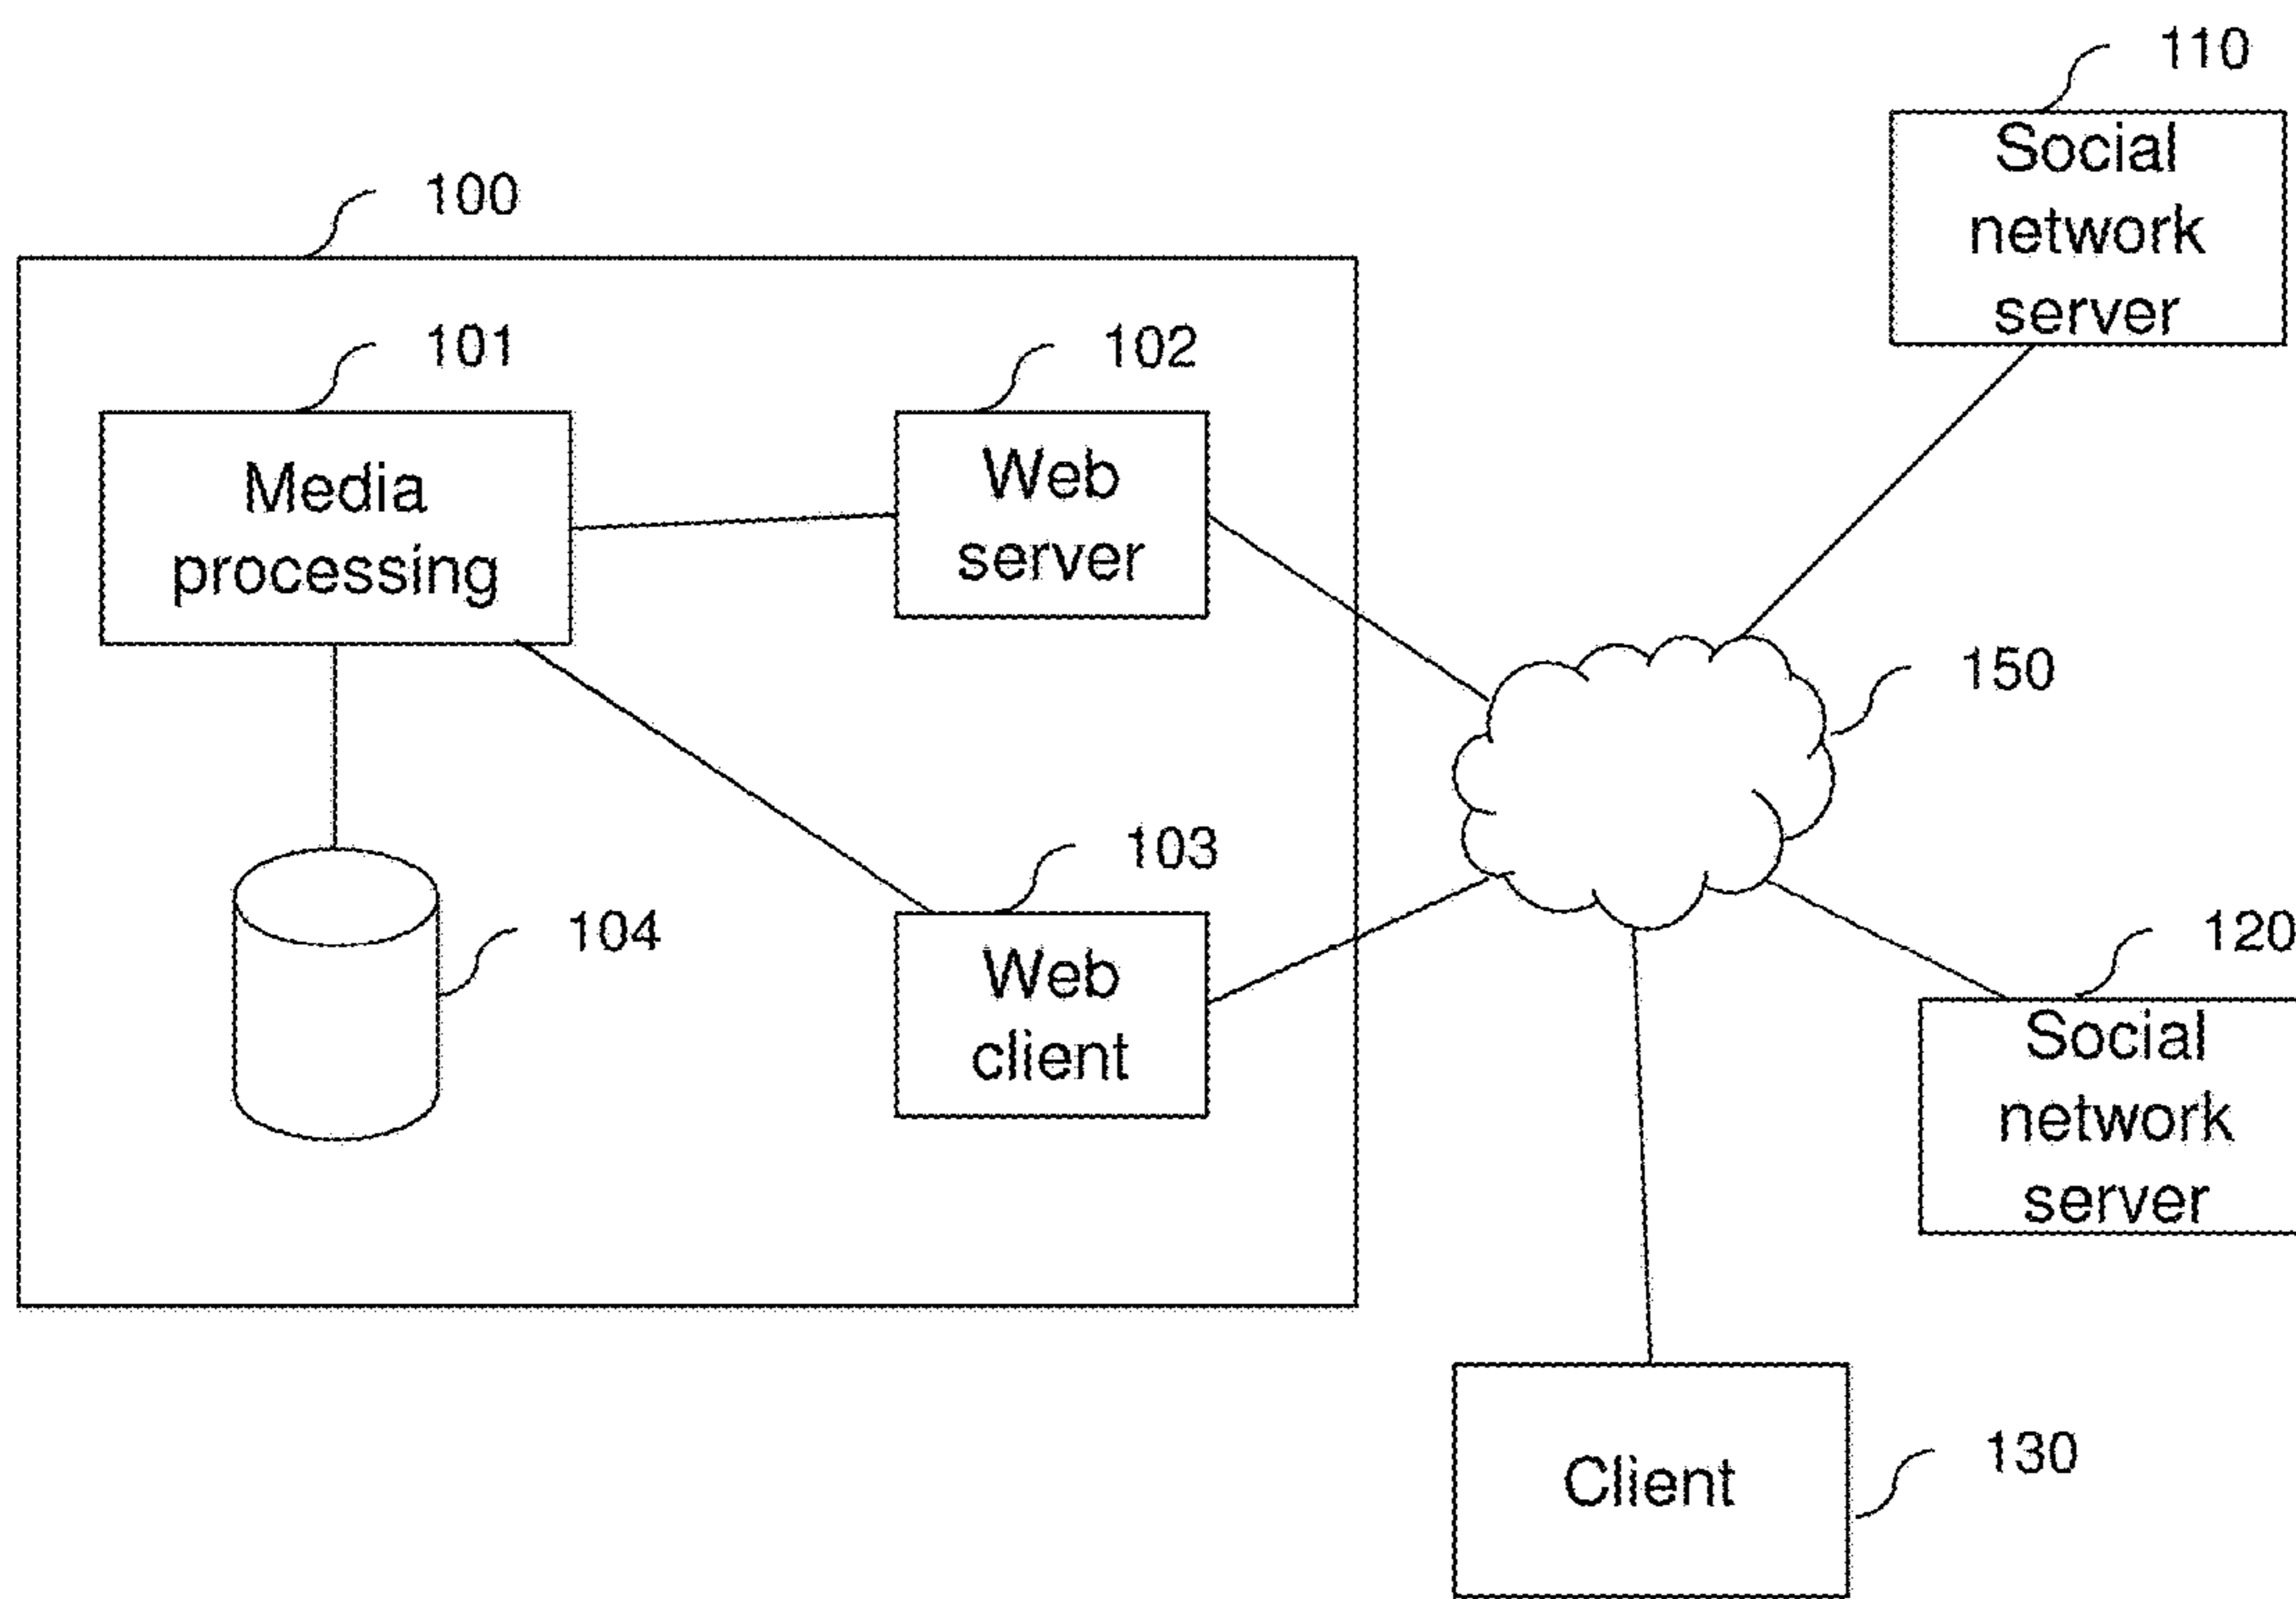 110
Social
network
server
100
101
Media
processing
102
Web
server
150
103
Web
client
104
120
Social
network
server
130
Client